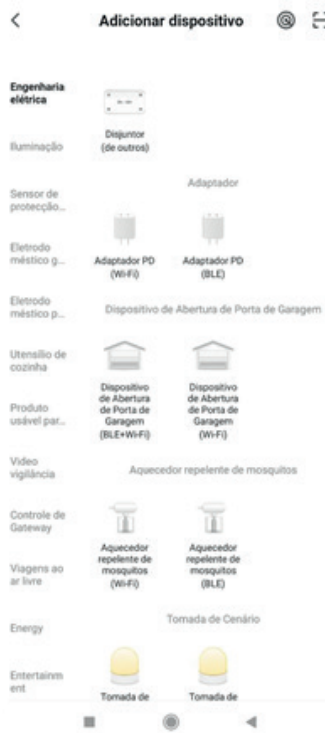 Adicionar dispositivo
Engenharia
elétrica
Iluminação
Sensor de
protecção...
Eletrodo
méstico g...
Eletrodo
méstico p...
Utensílio de
cozinha
Produto
usável par...
Video
vigilância
Controle de
Gateway
Viagens ao
ar livre
Energy
Entertainm
ent
Disjuntor
(de outros)
Adaptador
Adaptador PD
(Wi-Fi)
Adaptador PD
(BLE)
Dispositivo de Abertura de Porta de Garagem
Dispositivo
de Abertura
de Porta de
Garagem
(BLE+Wi-Fi)
Dispositivo
de Abertura
de Porta de
Garagem
(Wi-Fi)
Aquecedor repelente de mosquitos
Aquecedor
repelente de
mosquitos
(Wi-Fi)
Aquecedor
repelente de
mosquitos
(BLE)
Tomada de Cenário
Tomada de
Tomada de